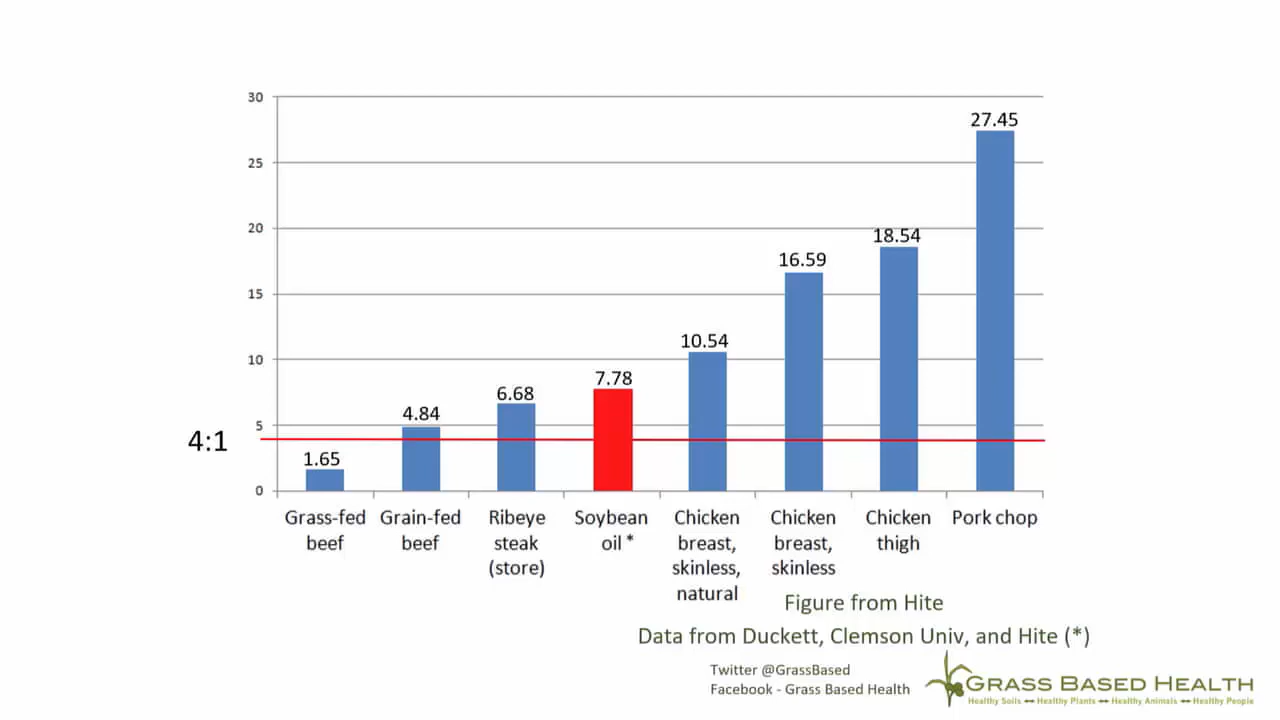 30
25
20
15
10
5
0
4:1
1.65
4.84
6.68
7.78
10.54
16.59
18.54
27.45
Grass-fed
beef
Grain-fed
beef
Ribeye
steak
(store)
Soybean
oil *
Chicken
breast,
skinless,
natural
Chicken
breast,
skinless
Chicken
thigh
Pork chop
Figure from Hite
Data from Duckett, Clemson Univ, and Hite (*)
Twitter @GrassBased
Facebook - Grass Based Health
GRASS BASED HEALTH
Healthy Soils ↔ Healthy Plants ↔ Healthy Animals ↔ Healthy People